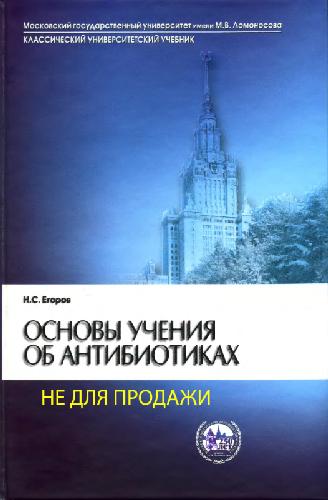 Московский государственный университет имени М.В. Ломоносова
КЛАССИЧЕСКИЙ УНИВЕРСИТЕТСКИЙ УЧЕБНИК
Н.С. Егоров
ОСНОВЫ УЧЕНИЯ
ОБ АНТИБИОТИКАХ
НЕ ДЛЯ ПРОДАЖИ